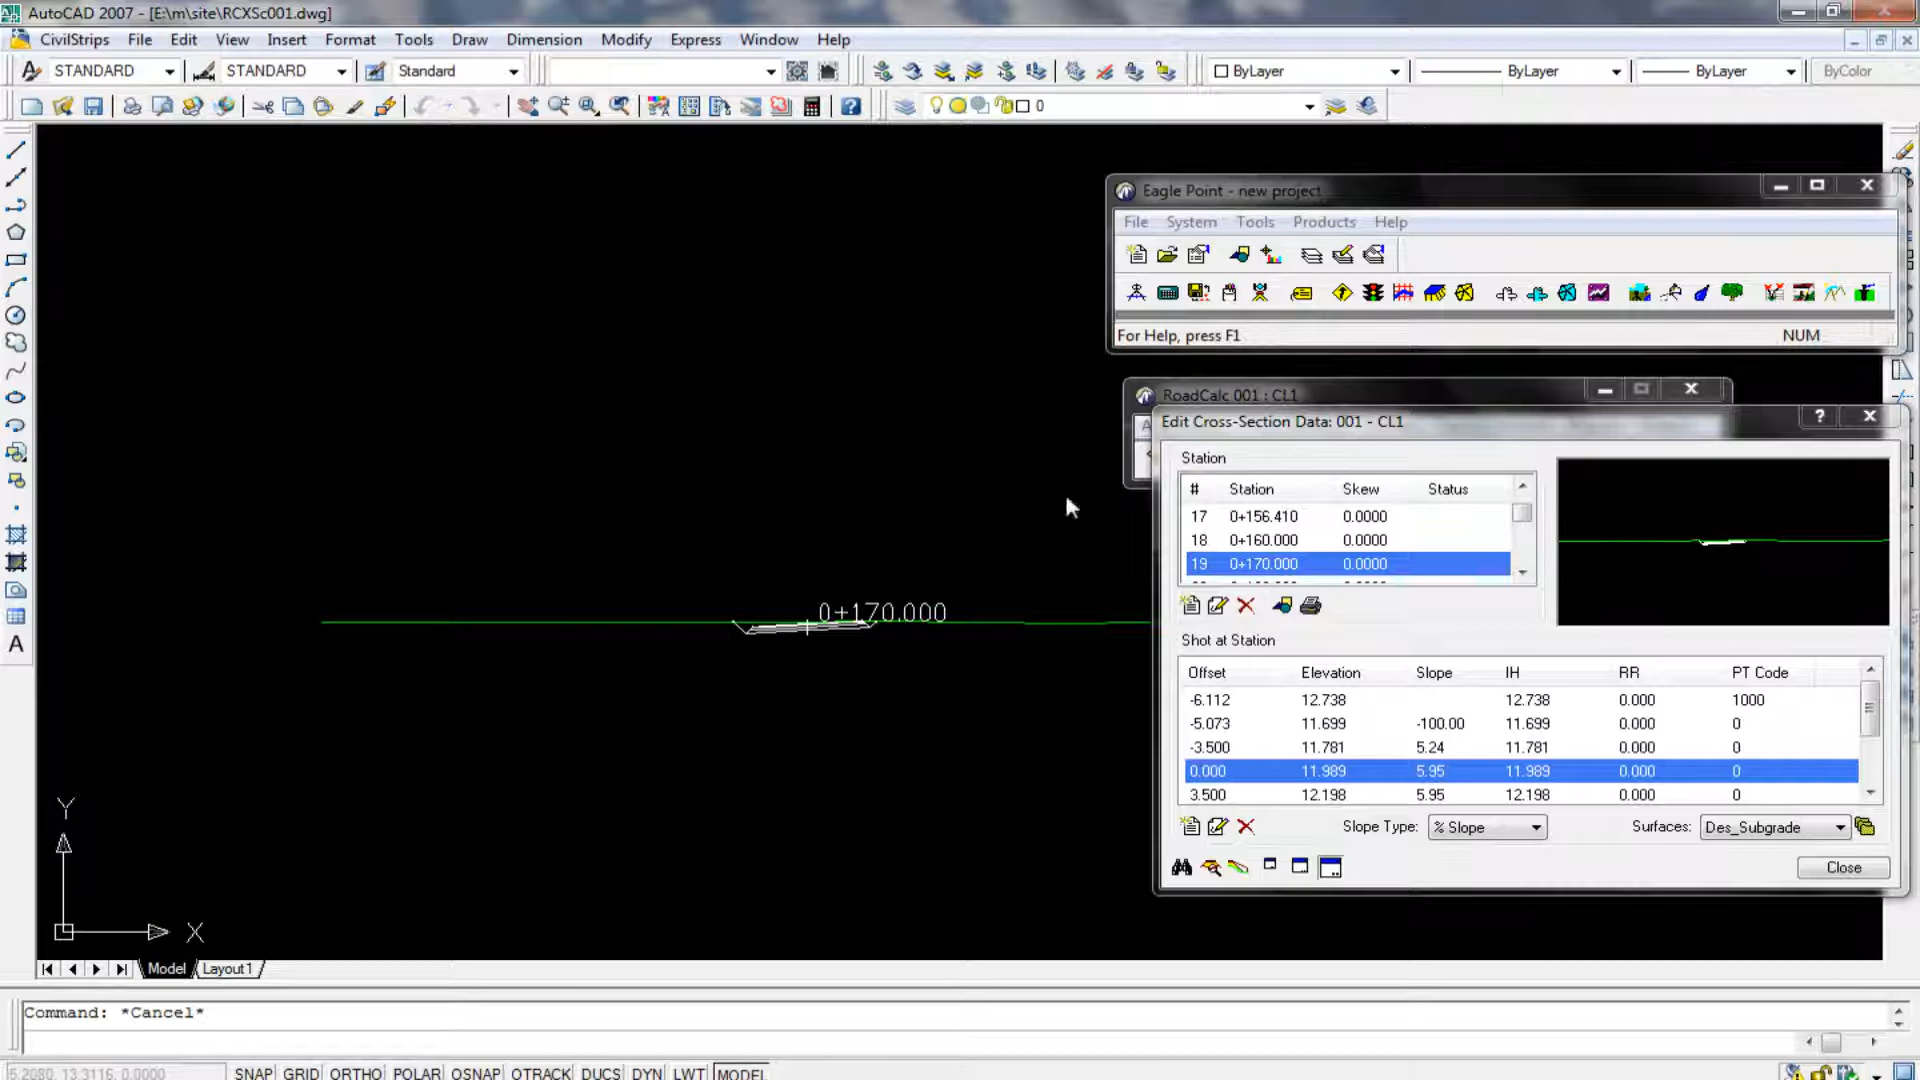 AutoCAD 2007 - [E:\m\site\RCXSc001.dwg]
CivilStrips File Edit View Insert Format Tools Draw Dimension Modify Express Window Help
STANDARD STANDARD Standard ByLayer ByLayer ByLayer ByColor
0
Eagle Point - new project
File System Tools Products Help
For Help, press F1 NUM
RoadCalc 001 : CL1
Edit Cross-Section Data: 001 - CL1
Station
# Station Skew Status
17 0+156.410 0.0000
18 0+160.000 0.0000
19 0+170.000 0.0000
0+170.000
Shot at Station
Offset Elevation Slope IH RR PT Code
-6.112 12.738 12.738 0.000 1000
-5.073 11.699 -100.00 11.699 0.000 0
-3.500 11.781 5.24 11.781 0.000 0
0.000 11.989 5.95 11.989 0.000 0
3.500 12.198 5.95 12.198 0.000 0
Slope Type: % Slope Surfaces: Des_Subgrade
Close
Y
X
Model Layout1
Command: *Cancel*
5.2080, 13.3116, 0.0000 SNAP GRID ORTHO POLAR OSNAP OTRACK DUCS DYN LWT MODEL